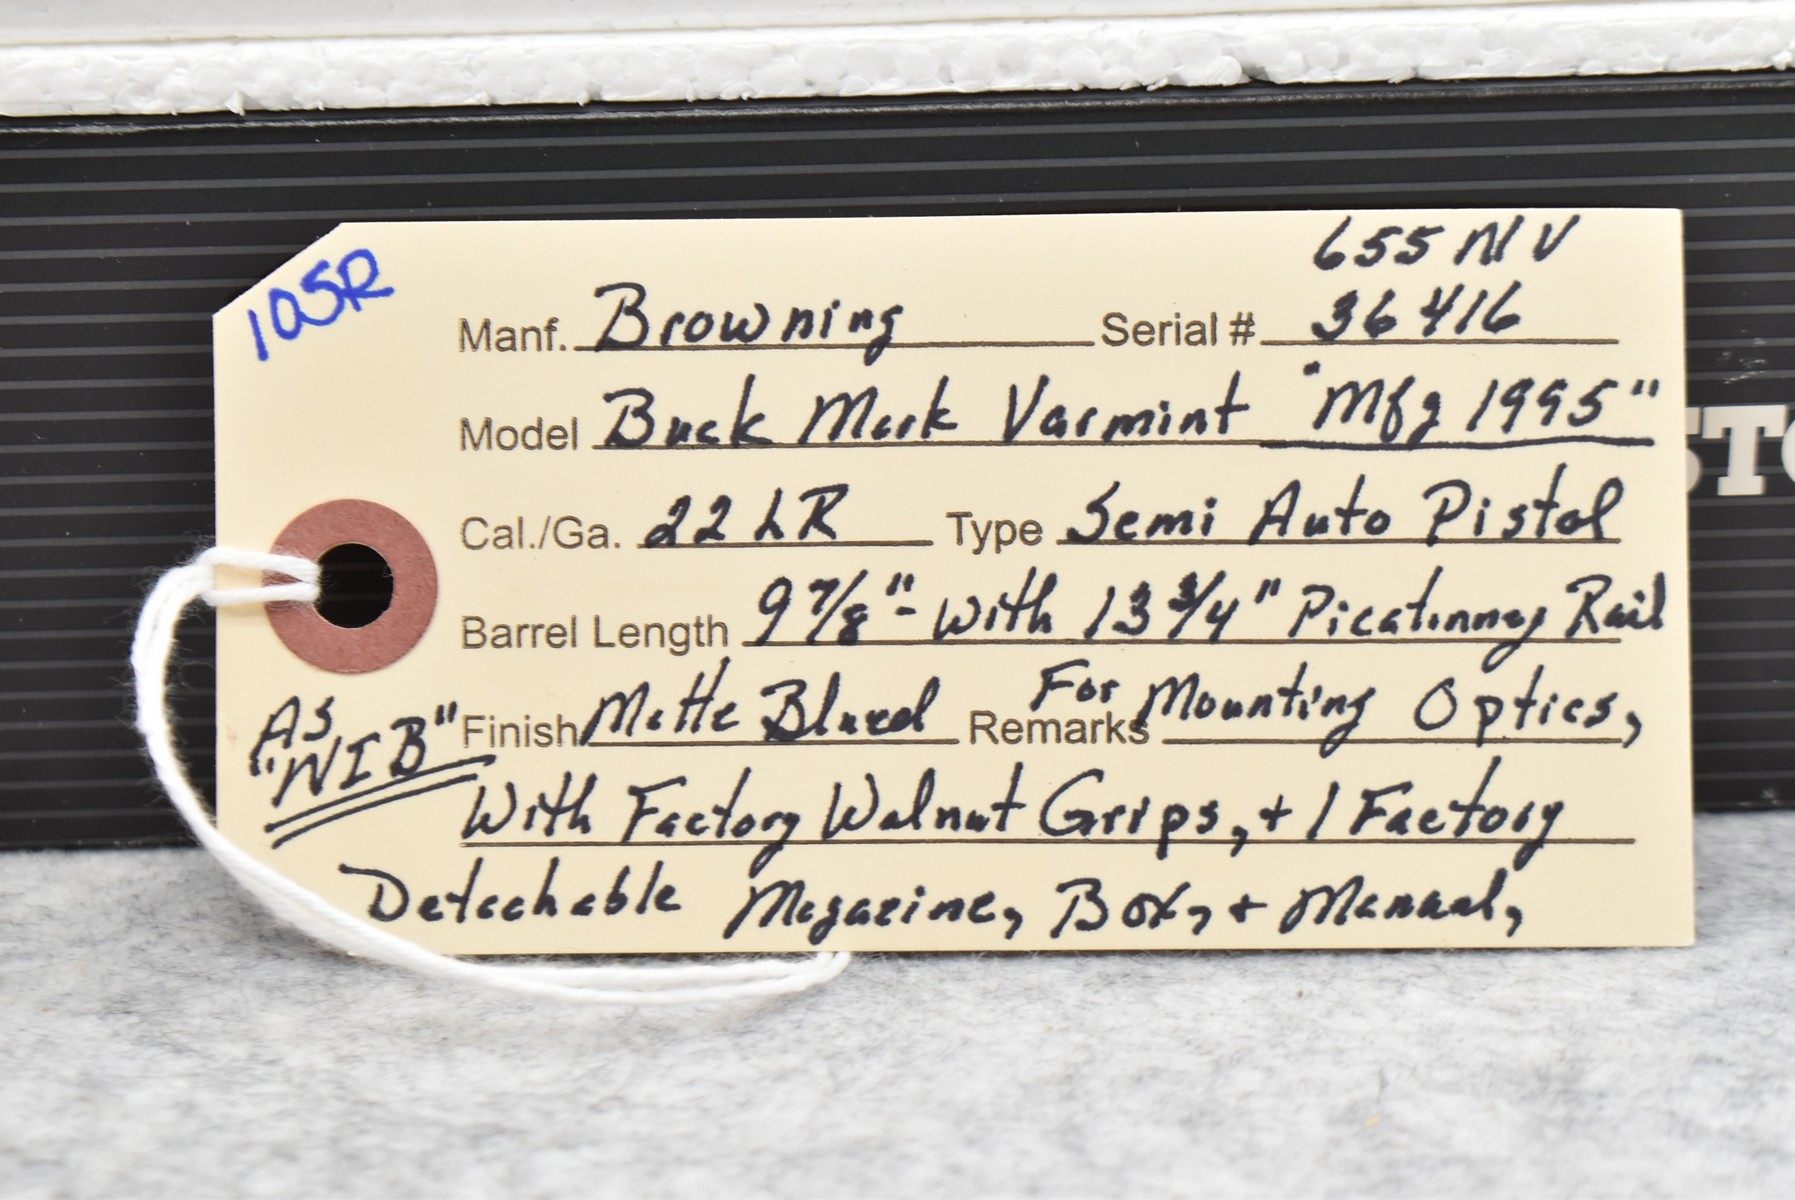 105R
655 NV
Manf. Browning Serial # 36416
Model Buck Mark Varmint "Mfg 1995"
Cal./Ga. 22 LR Type Semi Auto Pistol
Barrel Length 9 7/8" - With 13 3/4" Picatinney Rail
As "NIB"
Finish Matte Blued Remarks For Mounting Optics,
With Factory Walnut Grips, + 1 Factory
Detachable Magazine, Box, + Manual,